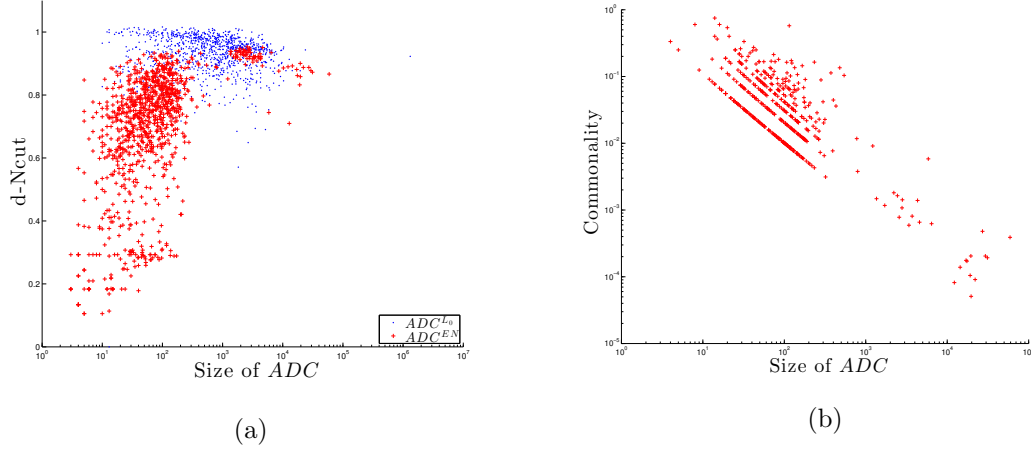 1
0.8
0.6
0.4
0.2
0
d-Ncut
10^0 10^1 10^2 10^3 10^4 10^5 10^6 10^7
Size of ADC
ADC^{L_0}
ADC^{EN}
(a)
10^0
10^{-1}
10^{-2}
10^{-3}
10^{-4}
10^{-5}
Commonality
10^0 10^1 10^2 10^3 10^4 10^5
Size of ADC
(b)